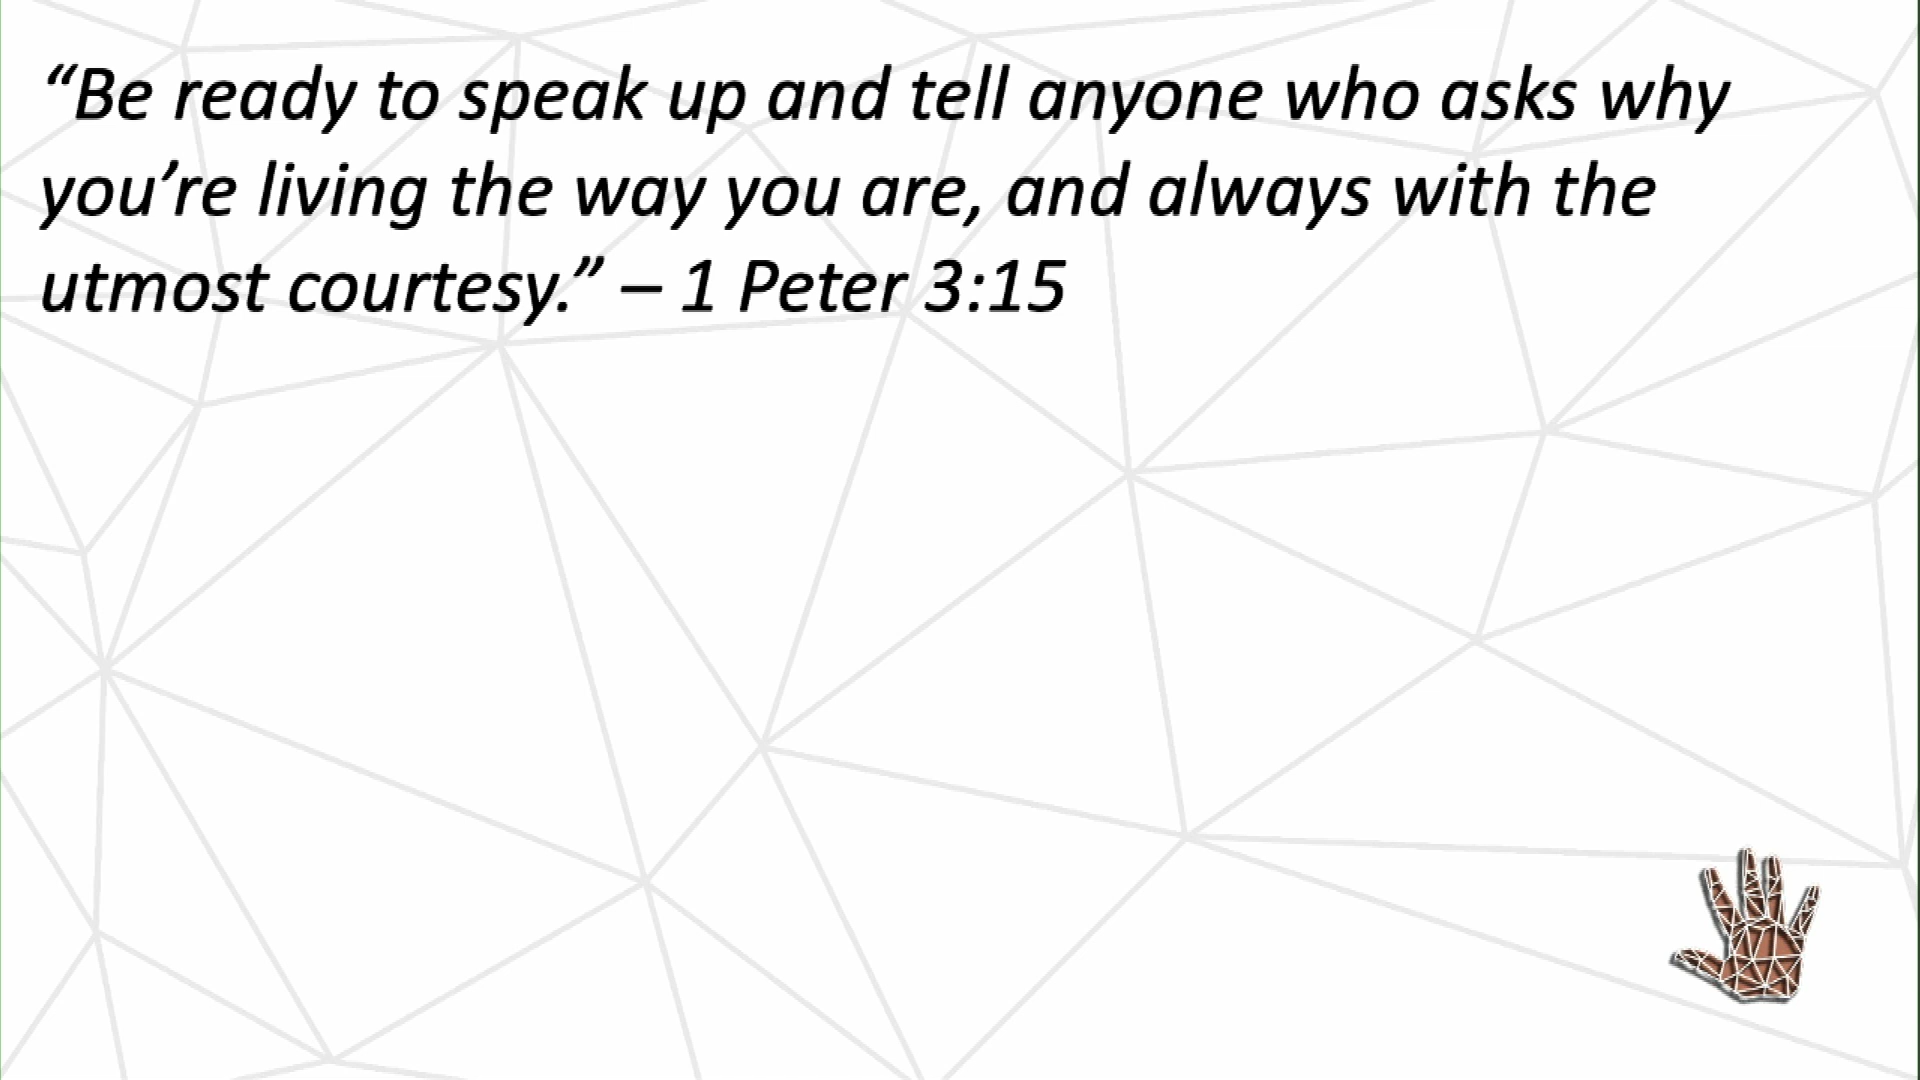 “Be ready to speak up and tell anyone who asks why
you’re living the way you are, and always with the
utmost courtesy.” – 1 Peter 3:15